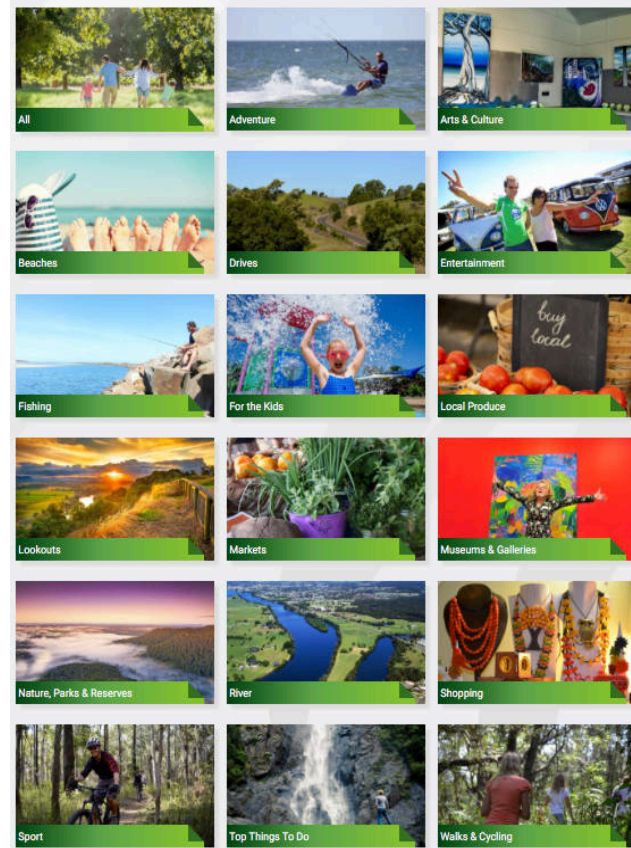 All
Adventure
Arts & Culture
Beaches
Drives
Entertainment
Fishing
For the Kids
buy
local
Local Produce
Lookouts
Markets
Museums & Galleries
Nature, Parks & Reserves
River
Shopping
Sport
Top Things To Do
Walks & Cycling